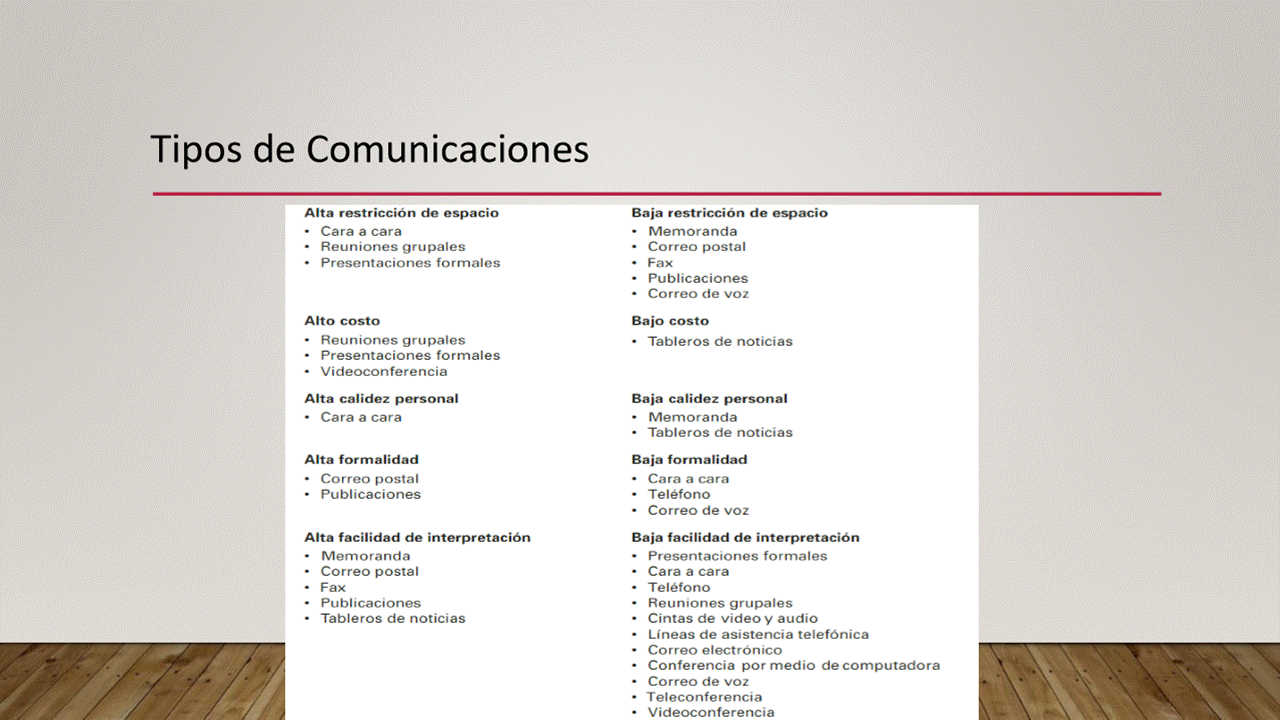 Tipos de Comunicaciones
Alta restricción de espacio
• Cara a cara
• Reuniones grupales
• Presentaciones formales
Baja restricción de espacio
• Memoranda
• Correo postal
• Fax
• Publicaciones
• Correo de voz
Alto costo
• Reuniones grupales
• Presentaciones formales
• Videoconferencia
Bajo costo
• Tableros de noticias
Alta calidez personal
• Cara a cara
Baja calidez personal
• Memoranda
• Tableros de noticias
Alta formalidad
• Correo postal
• Publicaciones
Baja formalidad
• Cara a cara
• Teléfono
• Correo de voz
Alta facilidad de interpretación
• Memoranda
• Correo postal
• Fax
• Publicaciones
• Tableros de noticias
Baja facilidad de interpretación
• Presentaciones formales
• Cara a cara
• Teléfono
• Reuniones grupales
• Cintas de video y audio
• Líneas de asistencia telefónica
• Correo electrónico
• Conferencia por medio de computadora
• Correo de voz
• Teleconferencia
• Videoconferencia